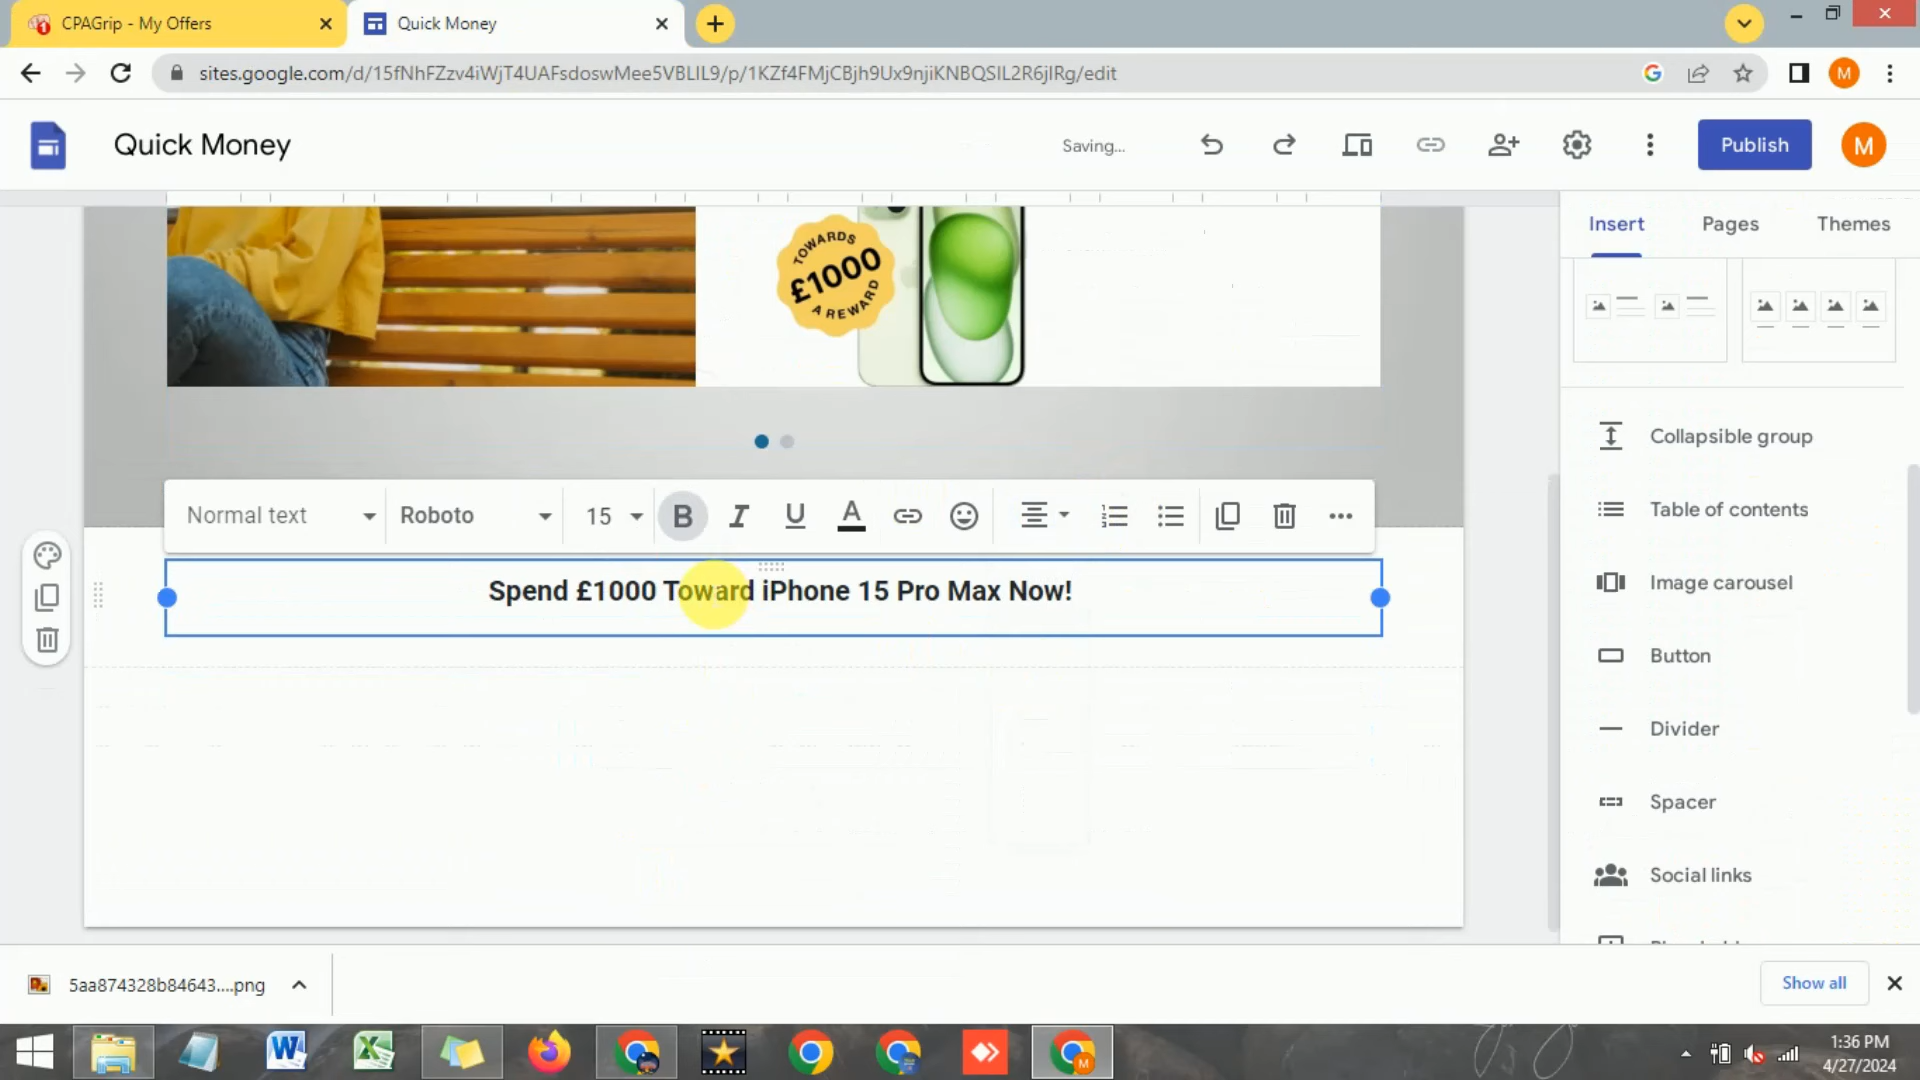 CPAGrip - My Offers
Quick Money
sites.google.com/d/15fNhFZzv4iWjT4UAFsdoswMee5VBLIL9/p/1KZf4FMjCBjh9Ux9njiKNBQSIL2R6jIRg/edit
M
Quick Money
Saving...
Publish
M
Insert
Pages
Themes
TOWARDS
£1000
A REWARD
Collapsible group
Table of contents
Normal text
Roboto
15
B
I
U
A
Image carousel
Spend £1000 Toward iPhone 15 Pro Max Now!
Button
Divider
Spacer
Social links
5aa874328b84643....png
Show all
1:36 PM
4/27/2024